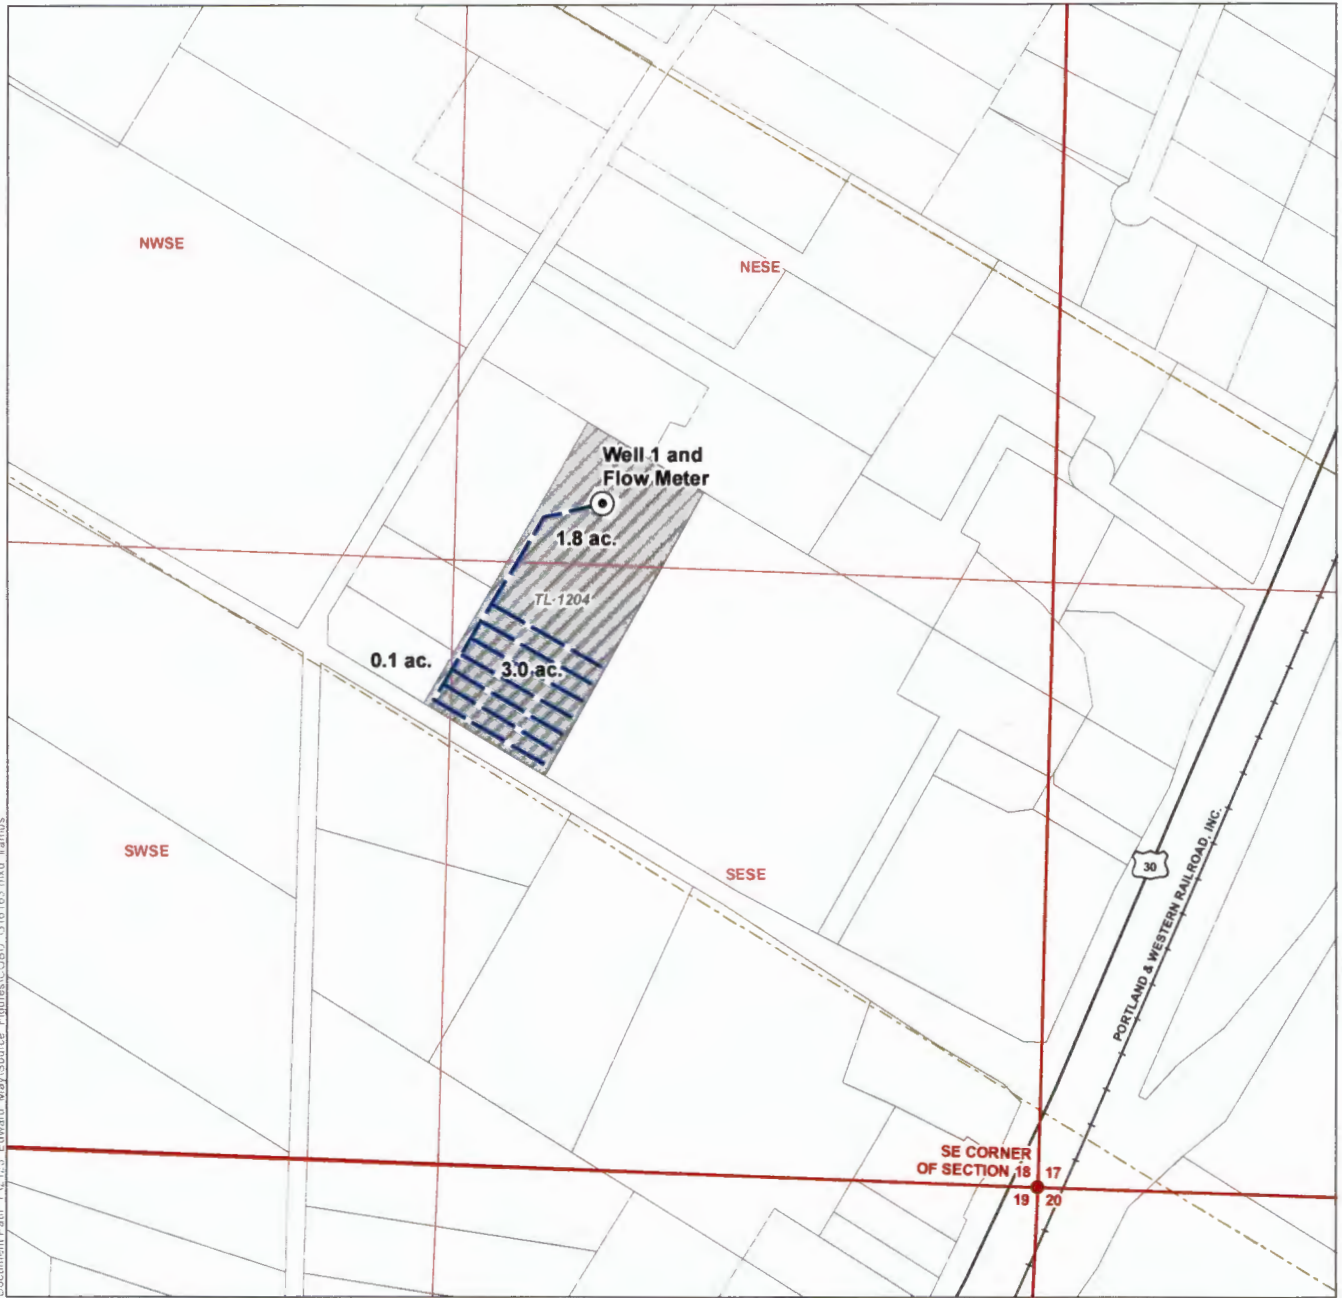 NWSE
NESE
Well 1 and
Flow Meter
1.8 ac.
TL-1204
0.1 ac.
3.0 ac.
SWSE
SESE
30
PORTLAND & WESTERN RAILROAD, INC.
SE CORNER
OF SECTION 18 17
19 20